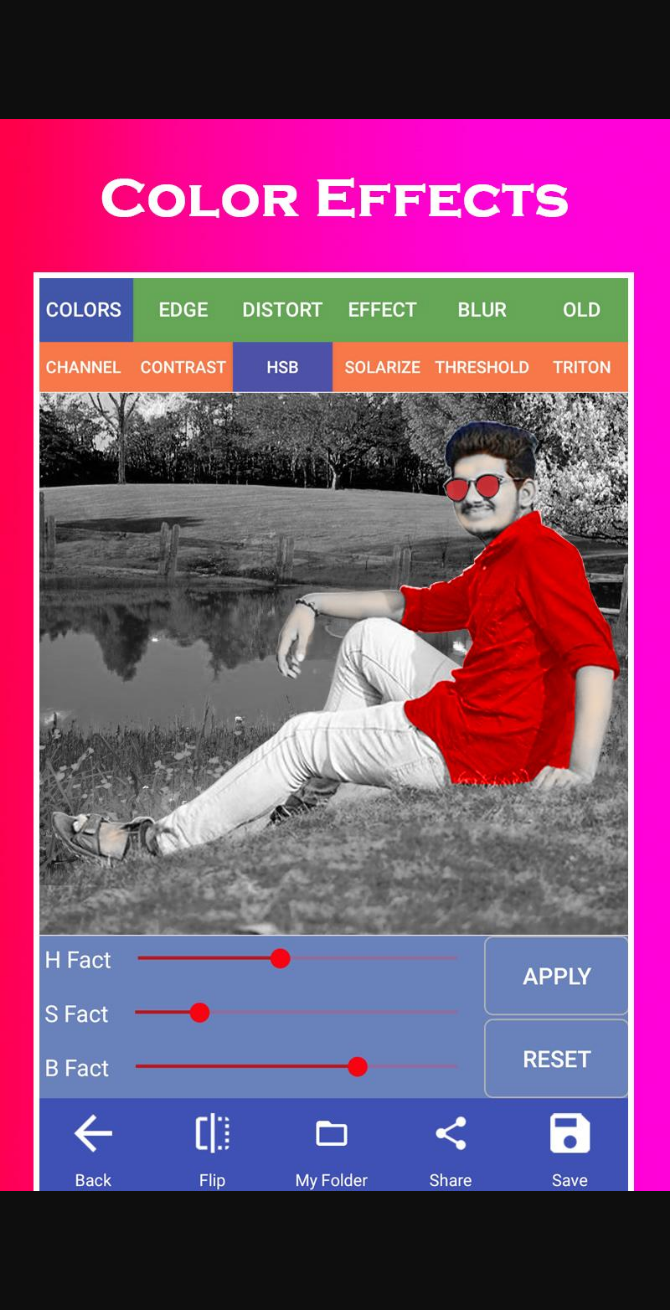 COLOR EFFECTS
COLORS EDGE DISTORT EFFECT BLUR OLD
CHANNEL CONTRAST HSB SOLARIZE THRESHOLD TRITON
H Fact
APPLY
S Fact
B Fact
RESET
Back Flip My Folder Share Save